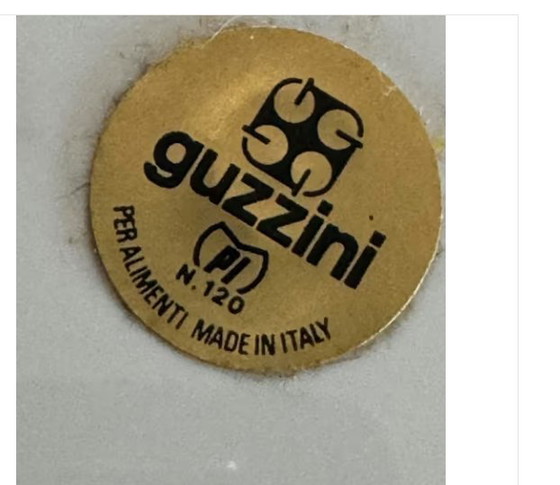 guzzini
PI
N. 120
PER ALIMENTI MADE IN ITALY